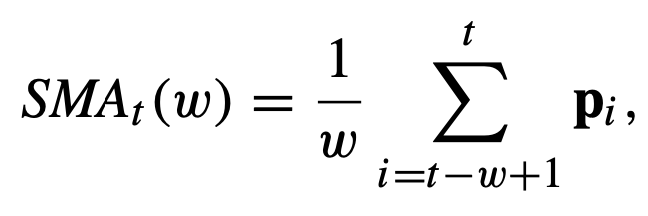 SMA_t(w) = \frac{1}{w} \sum_{i=t-w+1}^{t} \mathbf{p}_i,